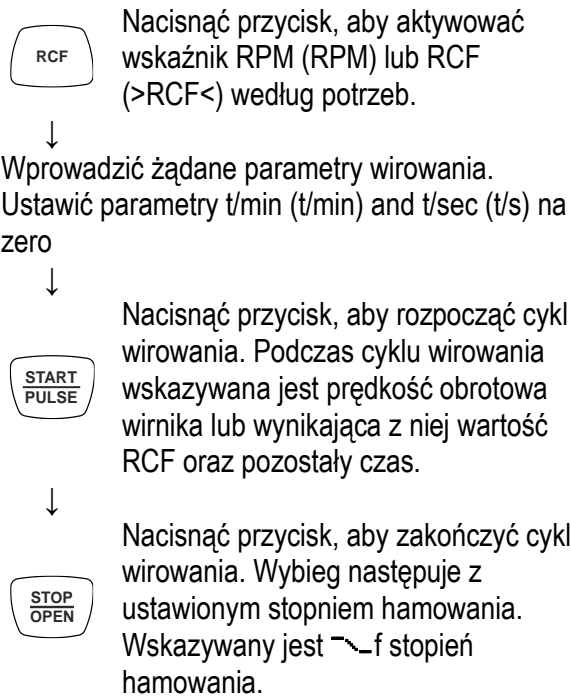 Nacisnąć przycisk, aby aktywować
RCF
wskaźnik RPM (RPM) lub RCF
(>RCF<) według potrzeb.
↓
Wprowadzić żądane parametry wirowania.
Ustawić parametry t/min (t/min) and t/sec (t/s) na
zero
↓
Nacisnąć przycisk, aby rozpocząć cykl
wirowania. Podczas cyklu wirowania
START
PULSE
wskazywana jest prędkość obrotowa
wirnika lub wynikająca z niej wartość
RCF oraz pozostały czas.
↓
Nacisnąć przycisk, aby zakończyć cykl
wirowania. Wybieg następuje z
STOP
OPEN
ustawionym stopniem hamowania.
Wskazywany jest f stopień
hamowania.